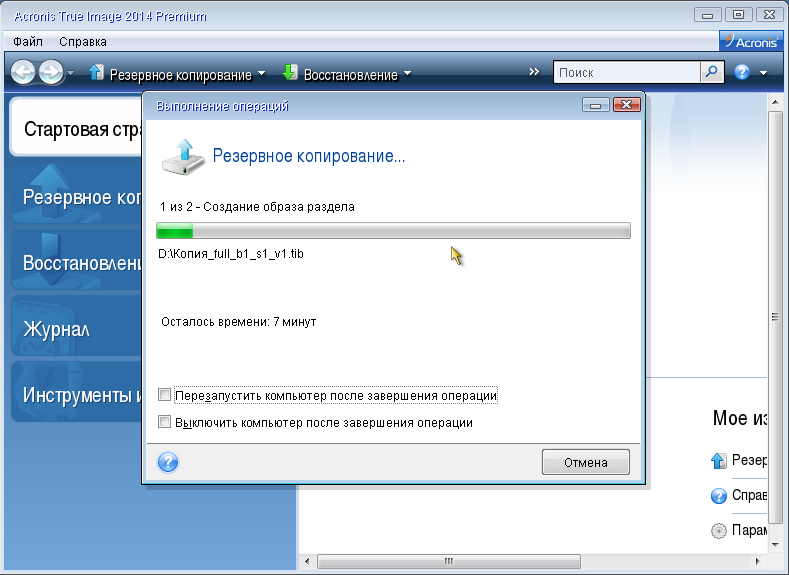 Acronis True Image 2014 Premium
Файл Справка
Acronis
Резервное копирование Восстановление » Поиск
Стартовая стра
Резервное коп
Восстановлени
Журнал
Инструменты и
Выполнение операций
Резервное копирование...
1 из 2 - Создание образа раздела
D:\Копия_full_b1_s1_v1.tib
Осталось времени: 7 минут
Перезапустить компьютер после завершения операции
Выключить компьютер после завершения операции
Отмена
Мое из
Резер
Справ
Парам